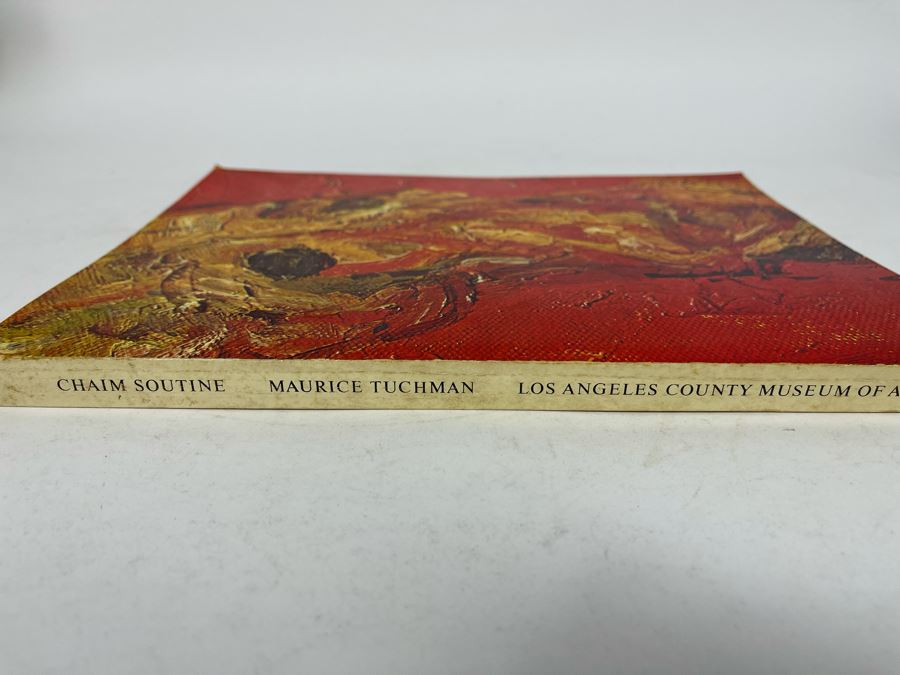 CHAIM SOUTINE MAURICE TUCHMAN LOS ANGELES COUNTY MUSEUM OF A